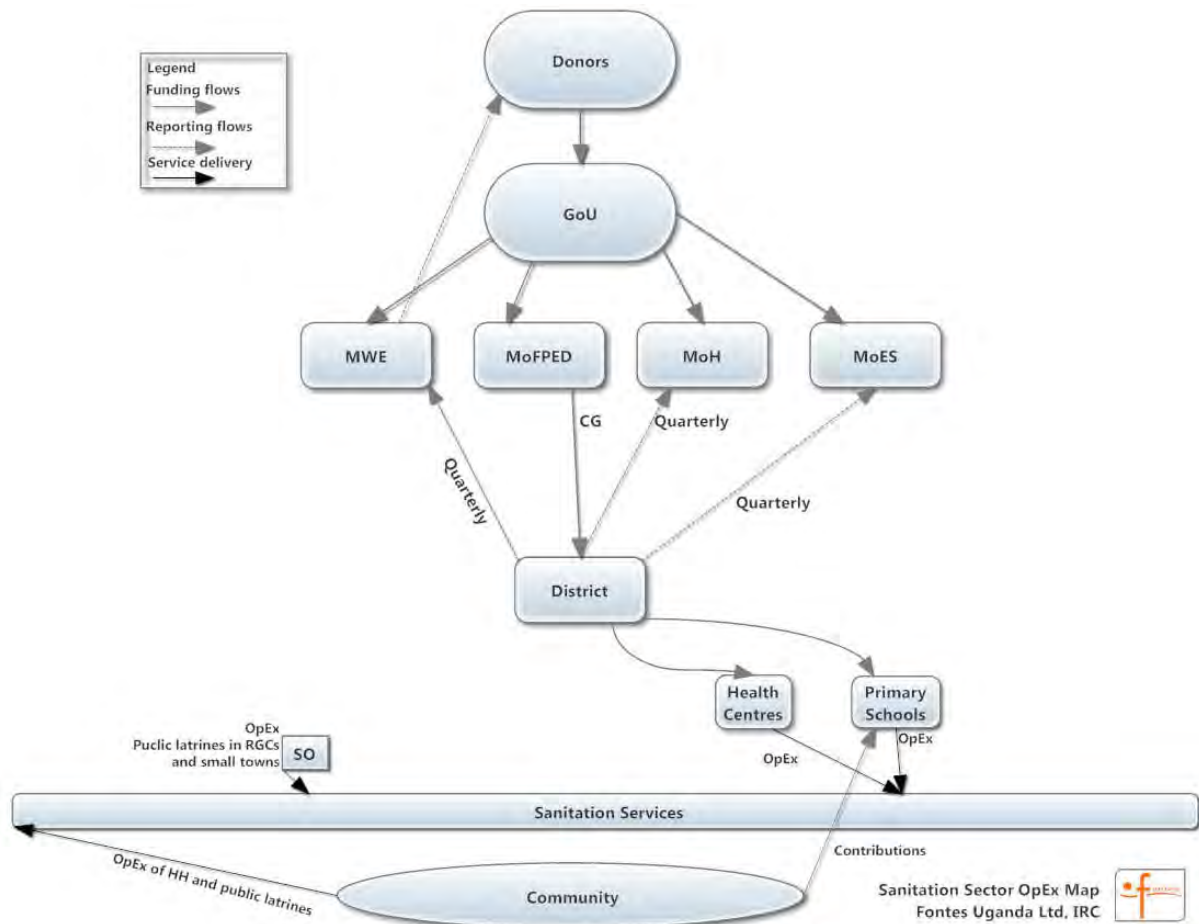 Donors
Legend
Funding flows
Reporting flows
Service delivery
GoU
MWE
MoFPED
MoH
MoES
CG
Quarterly
Quarterly
Quarterly
District
Health
Centres
Primary
Schools
OpEx
Puclic latrines in RGCs
and small towns
SO
OpEx
OpEx
Sanitation Services
OpEx of HH and public latrines
Contributions
Community
Sanitation Sector OpEx Map
Fontes Uganda Ltd, IRC